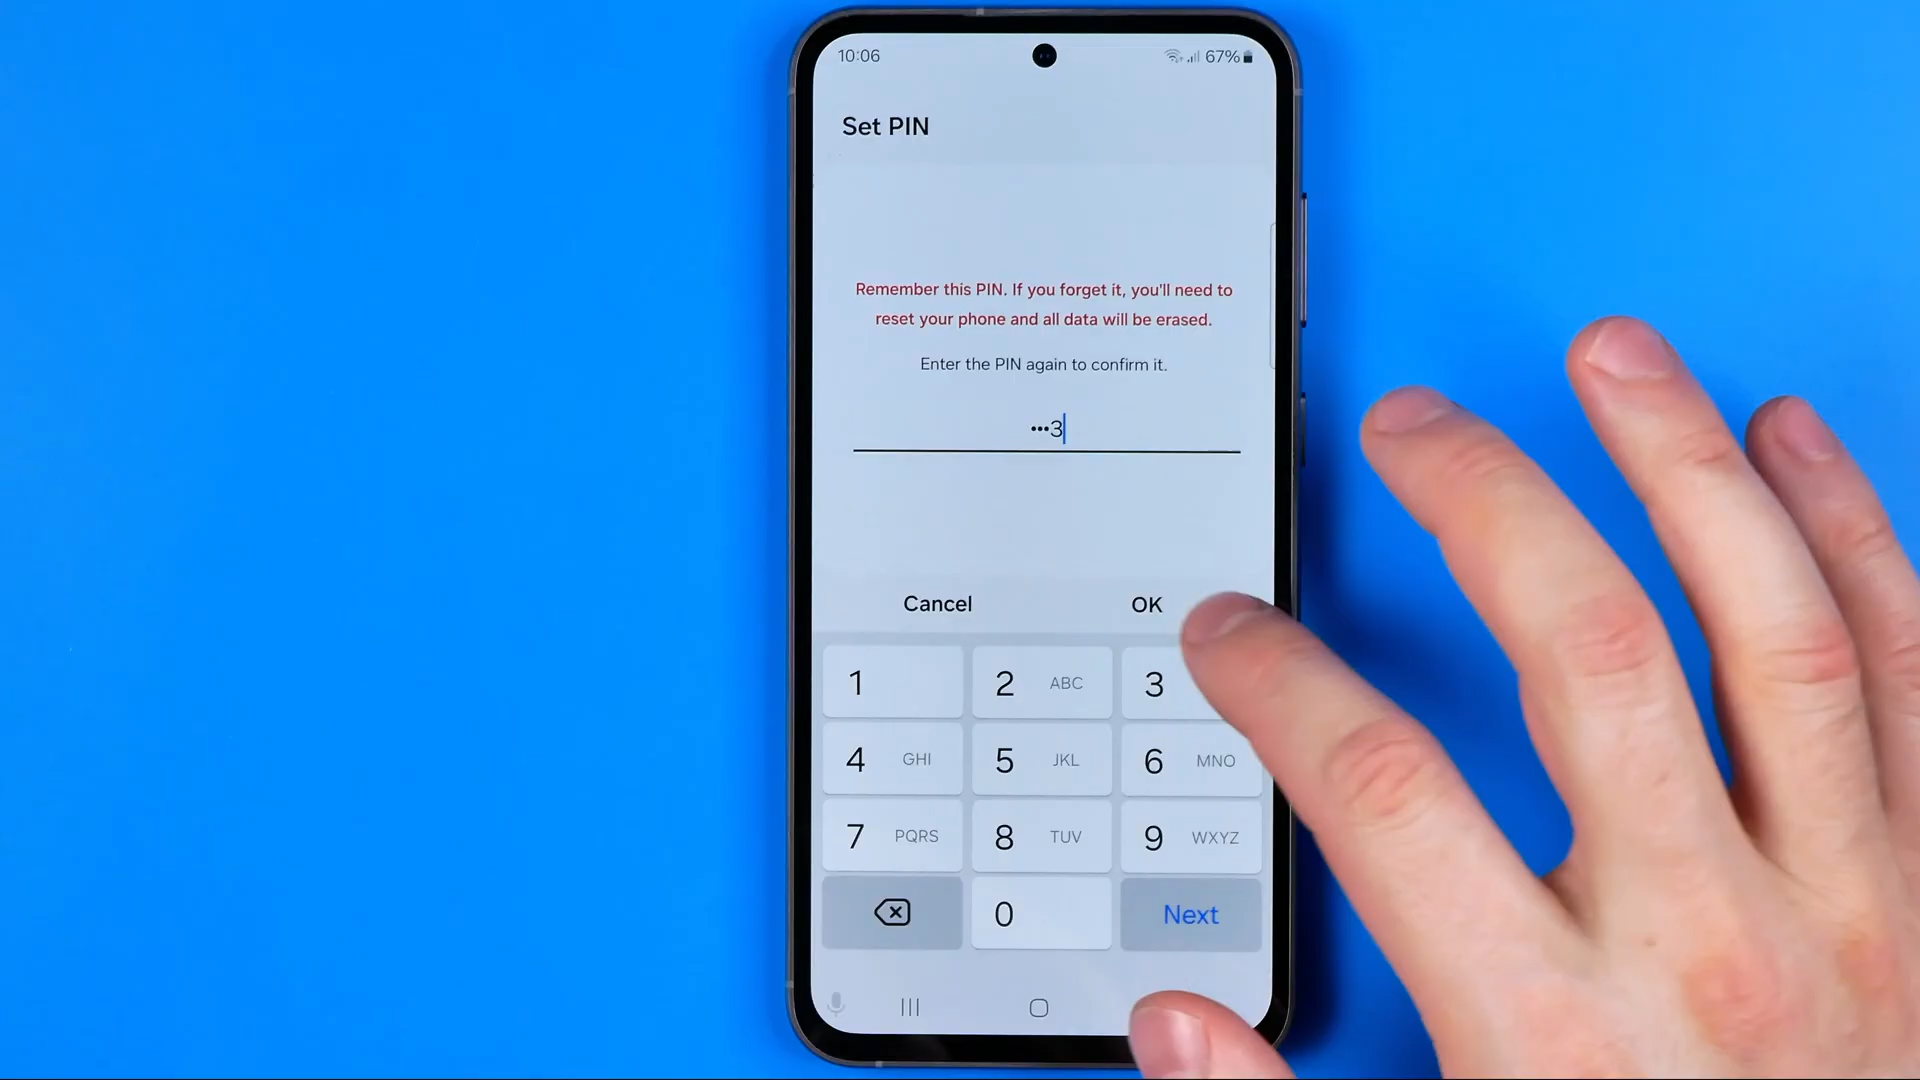 10:06 67%
Set PIN
Remember this PIN. If you forget it, you'll need to
reset your phone and all data will be erased.
Enter the PIN again to confirm it.
•••3
Cancel OK
1 2 ABC 3
4 GHI 5 JKL 6 MNO
7 PQRS 8 TUV 9 WXYZ
0 Next